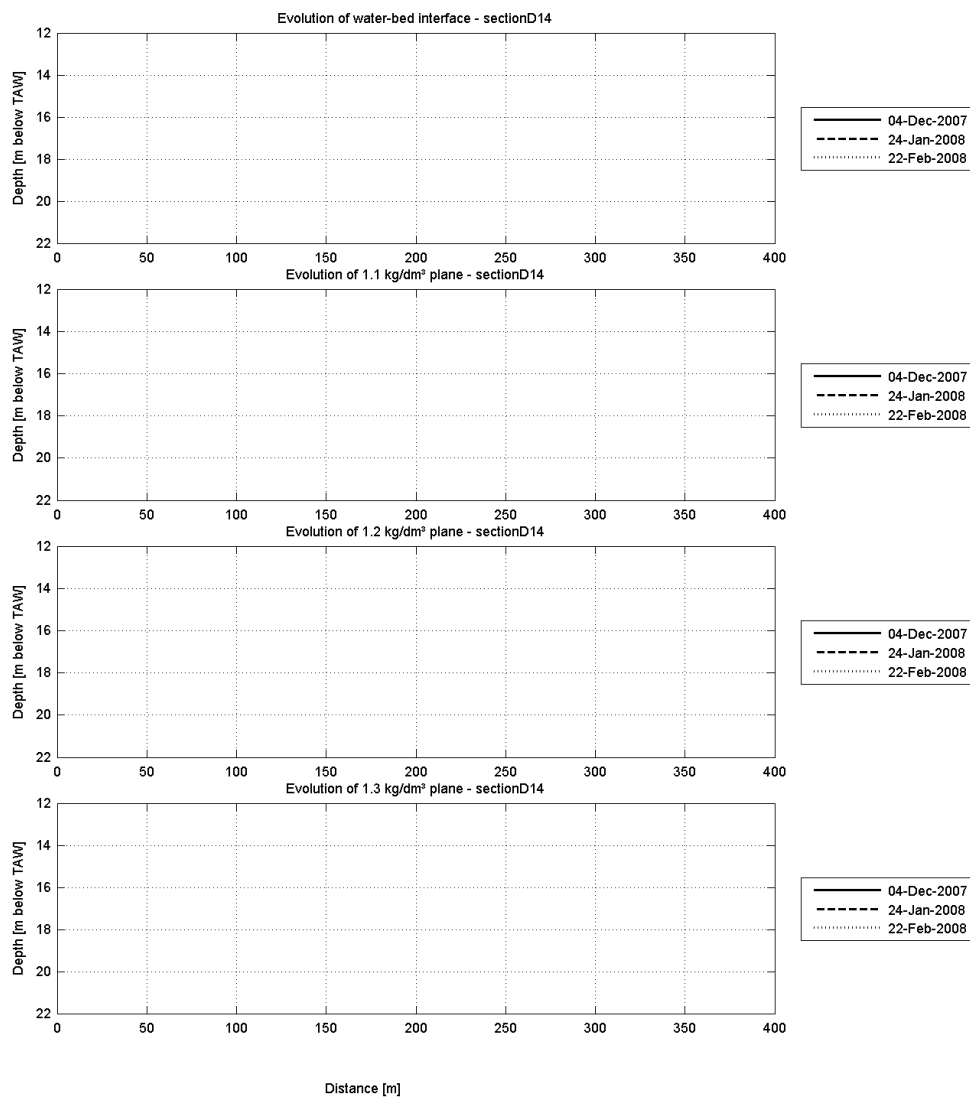 Evolution of water-bed interface - sectionD14
12
14
16
18
20
22
Depth [m below TAW]
0 50 100 150 200 250 300 350 400
04-Dec-2007
24-Jan-2008
22-Feb-2008
Evolution of 1.1 kg/dm³ plane - sectionD14
12
14
16
18
20
22
Depth [m below TAW]
0 50 100 150 200 250 300 350 400
04-Dec-2007
24-Jan-2008
22-Feb-2008
Evolution of 1.2 kg/dm³ plane - sectionD14
12
14
16
18
20
22
Depth [m below TAW]
0 50 100 150 200 250 300 350 400
04-Dec-2007
24-Jan-2008
22-Feb-2008
Evolution of 1.3 kg/dm³ plane - sectionD14
12
14
16
18
20
22
Depth [m below TAW]
0 50 100 150 200 250 300 350 400
04-Dec-2007
24-Jan-2008
22-Feb-2008
Distance [m]